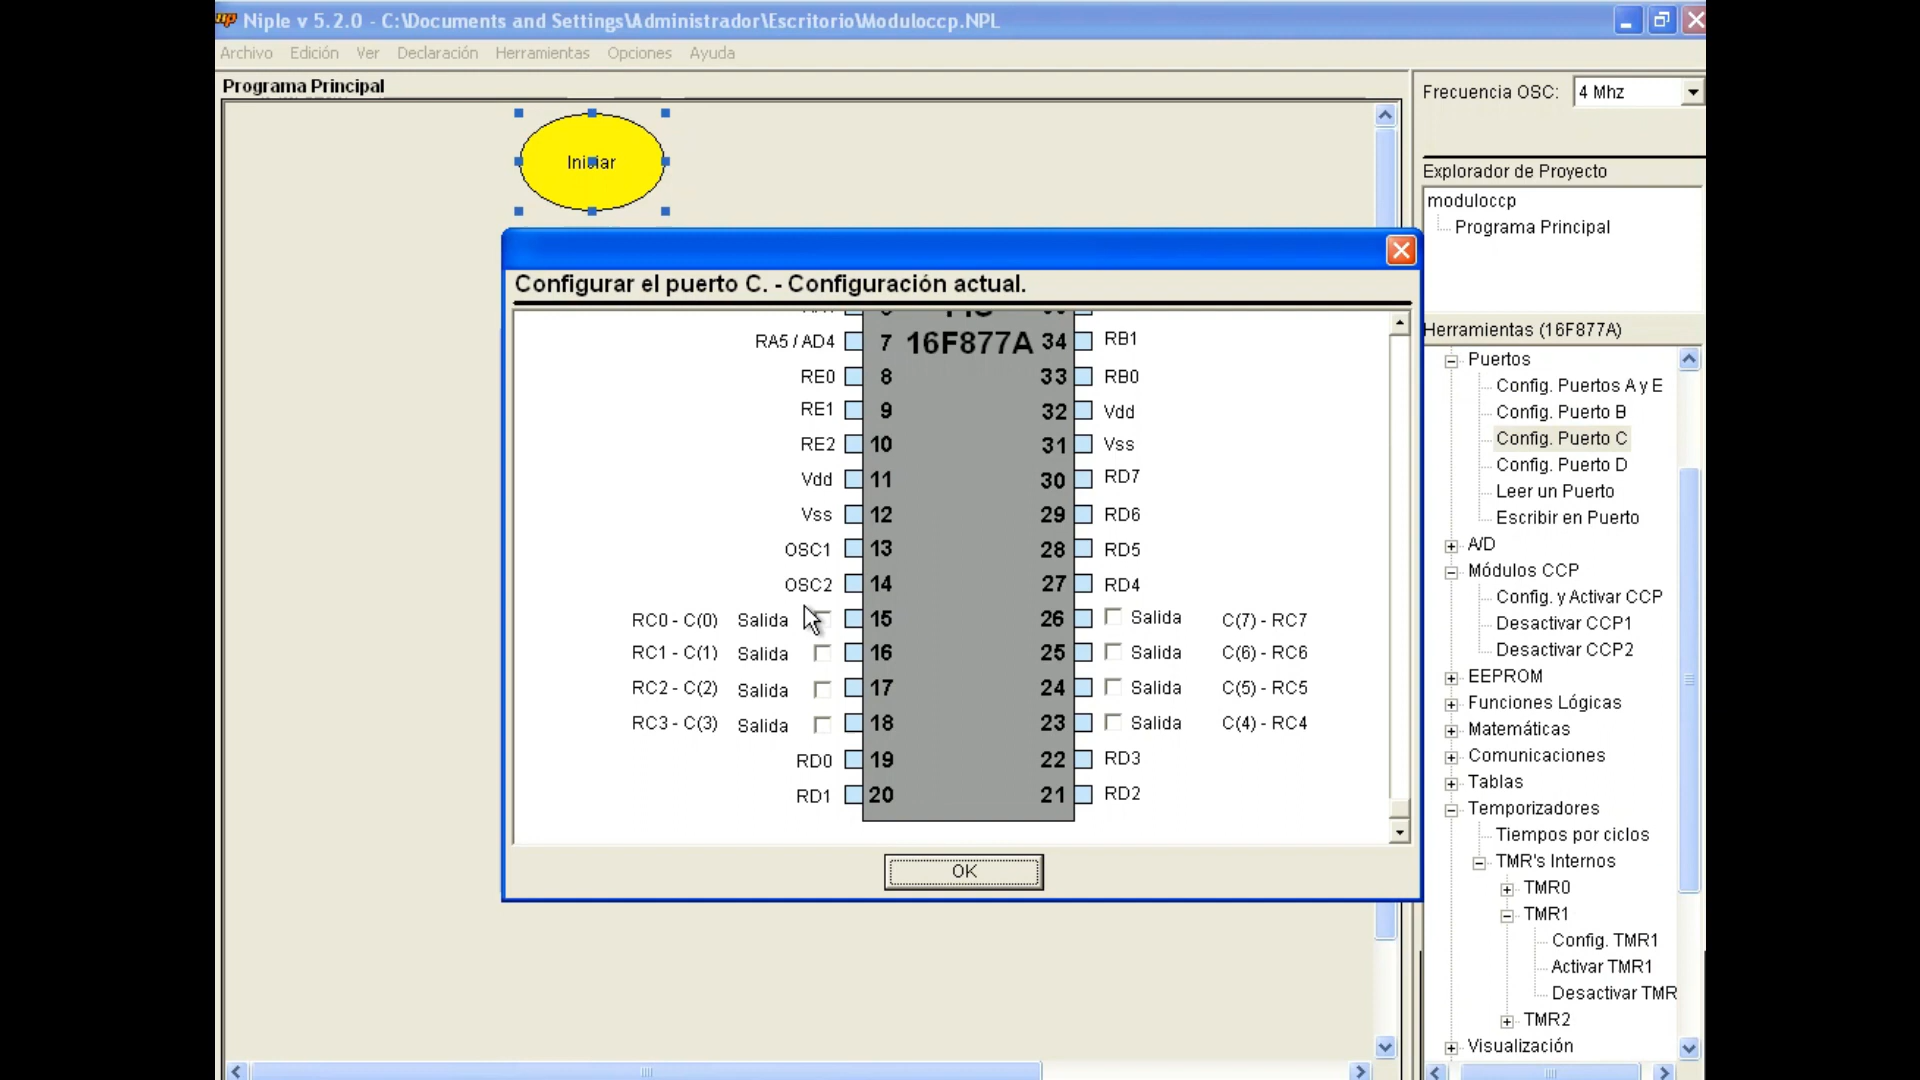 Niple v 5.2.0 - C:\Documents and Settings\Administrador\Escritorio\Moduloccp.NPL
Archivo Edición Ver Declaración Herramientas Opciones Ayuda
Programa Principal
Frecuencia OSC: 4 Mhz
Iniciar
Explorador de Proyecto
moduloccp
Programa Principal
Configurar el puerto C. - Configuración actual.
RA5 / AD4 7 16F877A 34 RB1
RE0 8 33 RB0
RE1 9 32 Vdd
RE2 10 31 Vss
Vdd 11 30 RD7
Vss 12 29 RD6
OSC1 13 28 RD5
OSC2 14 27 RD4
RC0 - C(0) Salida 15 26 Salida C(7) - RC7
RC1 - C(1) Salida 16 25 Salida C(6) - RC6
RC2 - C(2) Salida 17 24 Salida C(5) - RC5
RC3 - C(3) Salida 18 23 Salida C(4) - RC4
RD0 19 22 RD3
RD1 20 21 RD2
OK
Herramientas (16F877A)
Puertos
Config. Puertos A y E
Config. Puerto B
Config. Puerto C
Config. Puerto D
Leer un Puerto
Escribir en Puerto
A/D
Módulos CCP
Config. y Activar CCP
Desactivar CCP1
Desactivar CCP2
EEPROM
Funciones Lógicas
Matemáticas
Comunicaciones
Tablas
Temporizadores
Tiempos por ciclos
TMR's Internos
TMR0
TMR1
Config. TMR1
Activar TMR1
Desactivar TMR
TMR2
Visualización